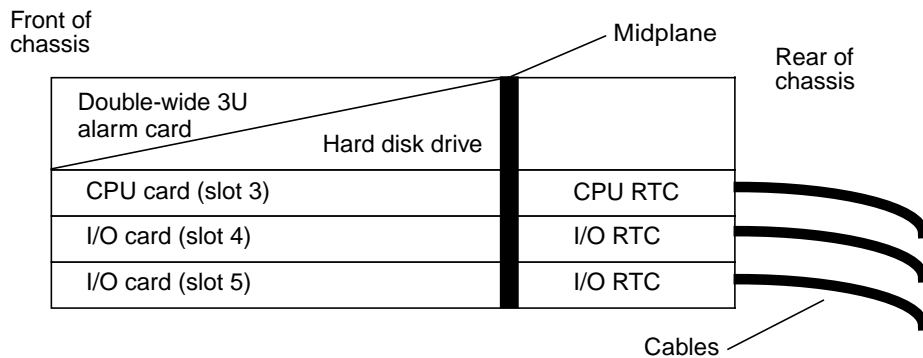 Front of
chassis
Midplane
Rear of
chassis
Double-wide 3U
alarm card
Hard disk drive
CPU card (slot 3)
CPU RTC
I/O card (slot 4)
I/O RTC
I/O card (slot 5)
I/O RTC
Cables